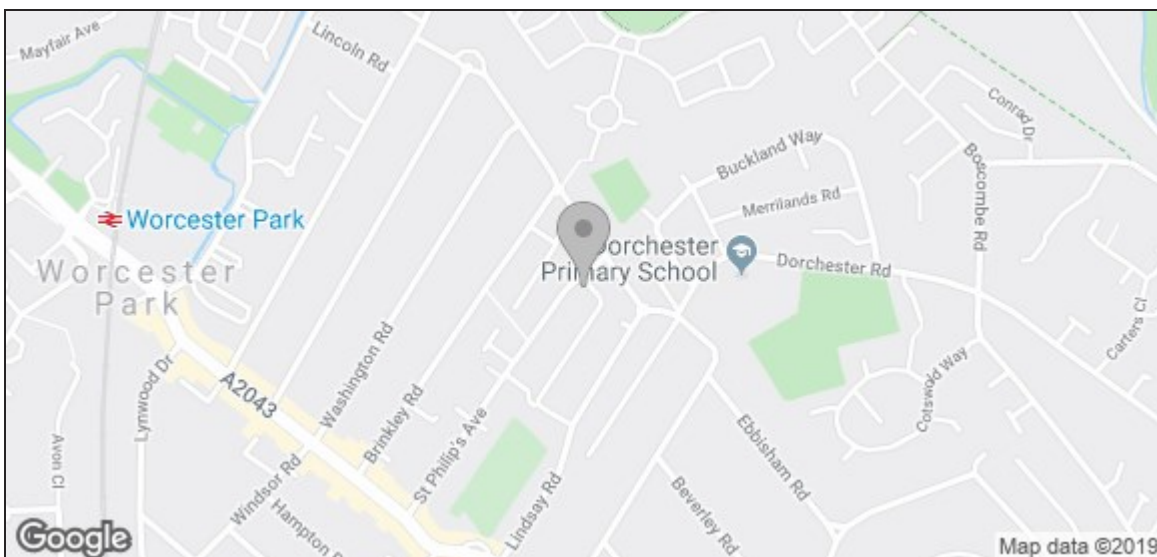 Mayfair Ave
Lincoln Rd
Conrad Dr
Buckland Way
Boscombe Rd
Merrilands Rd
Worcester Park
Dorchester
Primary School
Dorchester Rd
Worcester
Park
Carters Cl
Lynwood Dr
A2043
Washington Rd
Brinkley Rd
St Philip's Ave
Cotswold Way
Ebbisham Rd
Avon Cl
Windsor Rd
Hampton
Lindsay Rd
Beverley Rd
Google
Map data ©2019